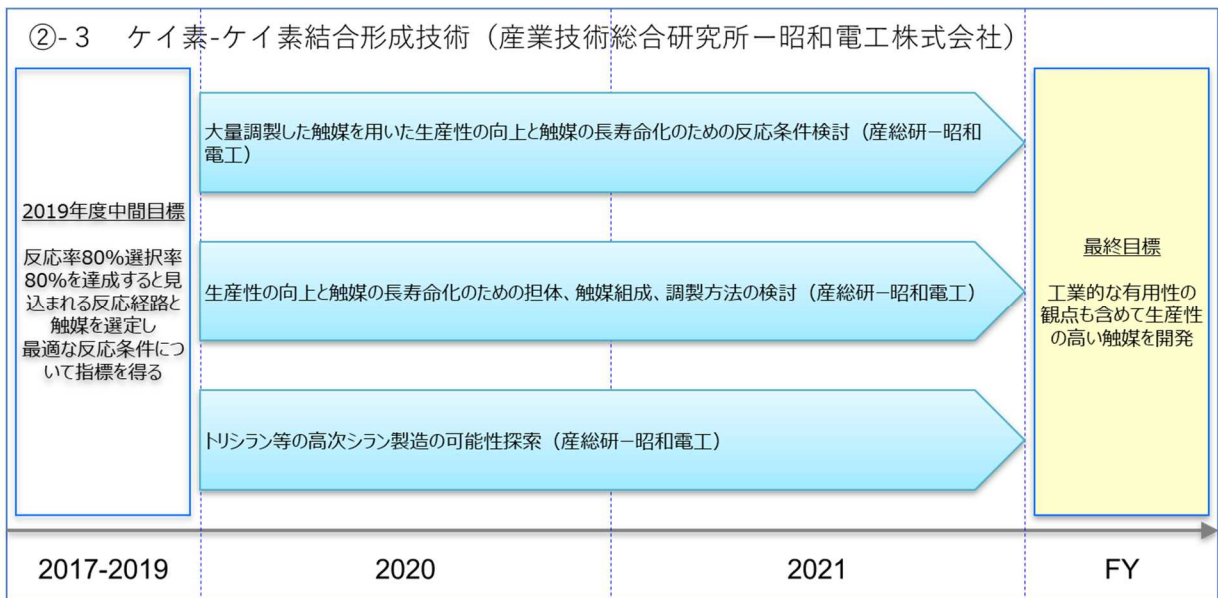 ②-３　ケイ素-ケイ素結合形成技術（産業技術総合研究所ー昭和電工株式会社）
大量調製した触媒を用いた生産性の向上と触媒の長寿命化のための反応条件検討（産総研－昭和
電工）
2019年度中間目標
反応率80%選択率
80%を達成すると見
込まれる反応経路と
触媒を選定し
最適な反応条件につ
いて指標を得る
生産性の向上と触媒の長寿命化のための担体、触媒組成、調製方法の検討（産総研－昭和電工）
トリシラン等の高次シラン製造の可能性探索（産総研－昭和電工）
最終目標
工業的な有用性の
観点も含めて生産性
の高い触媒を開発
2017-2019
2020
2021
FY